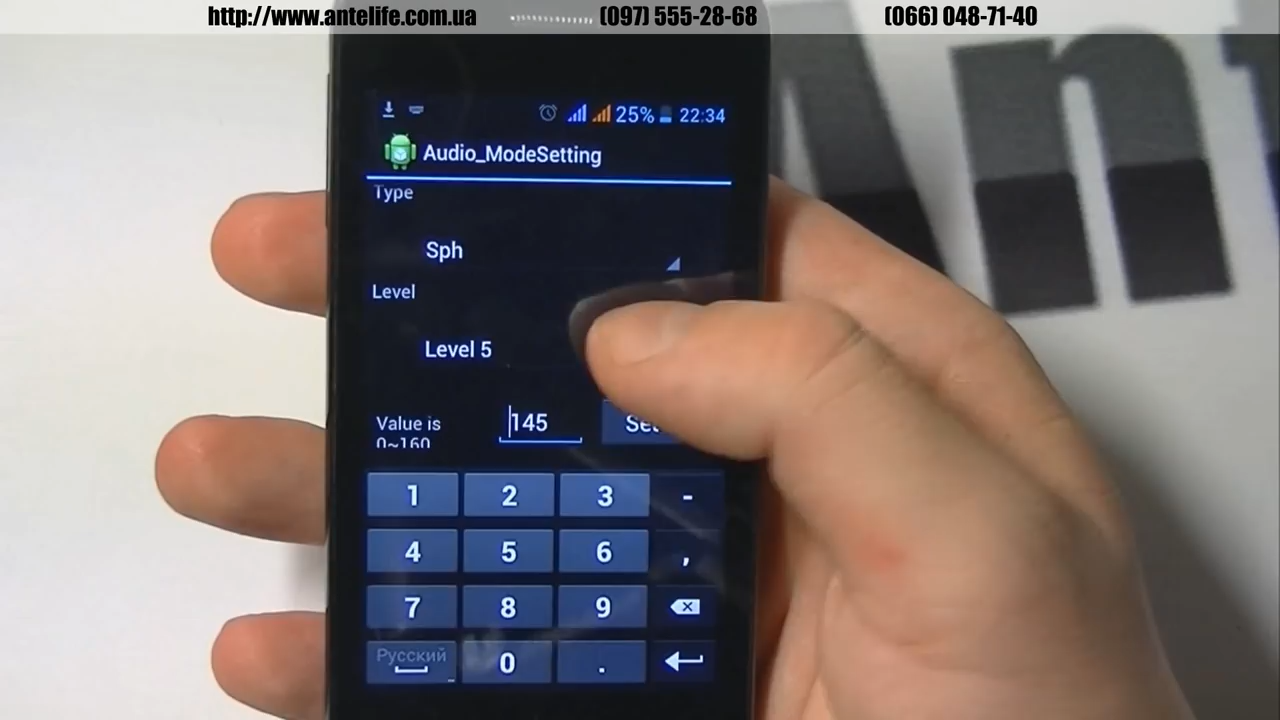 http://www.antelife.com.ua (097) 555-28-68 (066) 048-71-40
Ant
25% 22:34
Audio_ModeSetting
Type
Sph
Level
Level 5
Value is 145
0~160
1 2 3 -
4 5 6 ,
7 8 9
Русский 0 .